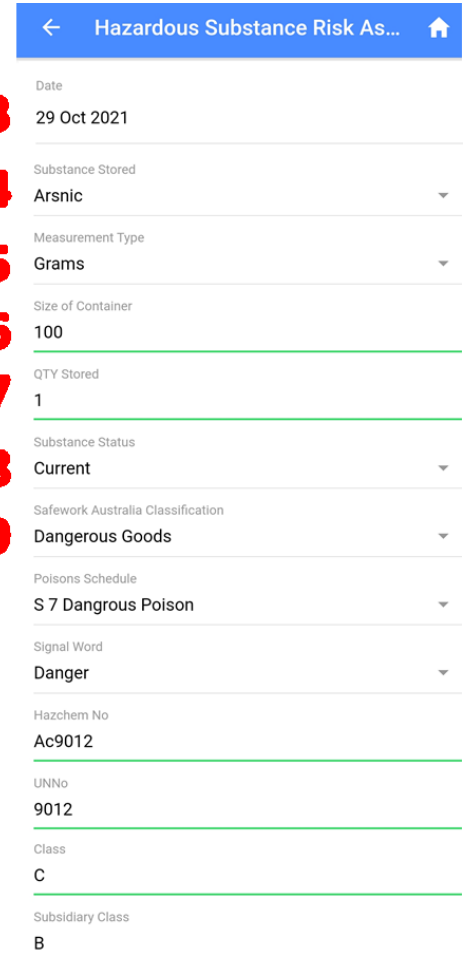 Hazardous Substance Risk As...
Date
29 Oct 2021
Substance Stored
Arsnic
Measurement Type
Grams
Size of Container
100
QTY Stored
1
Substance Status
Current
Safework Australia Classification
Dangerous Goods
Poisons Schedule
S 7 Dangrous Poison
Signal Word
Danger
Hazchem No
Ac9012
UNNo
9012
Class
C
Subsidiary Class
B